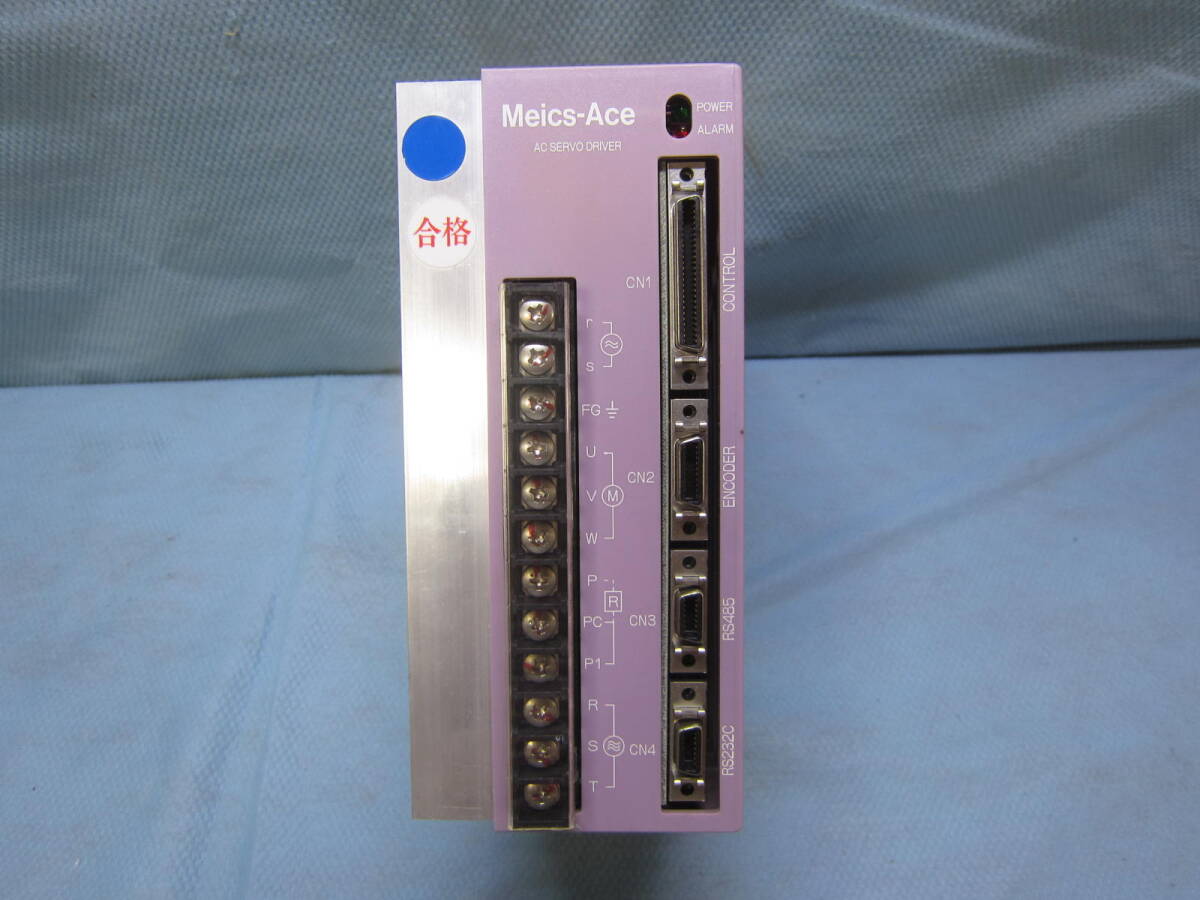 Meics-Ace
AC SERVO DRIVER
POWER
ALARM
合格
r
s
FG
U
V
M
W
P
R
PC
P1
R
S
T
CN1
CONTROL
CN2
ENCODER
CN3
RS485
CN4
RS232C